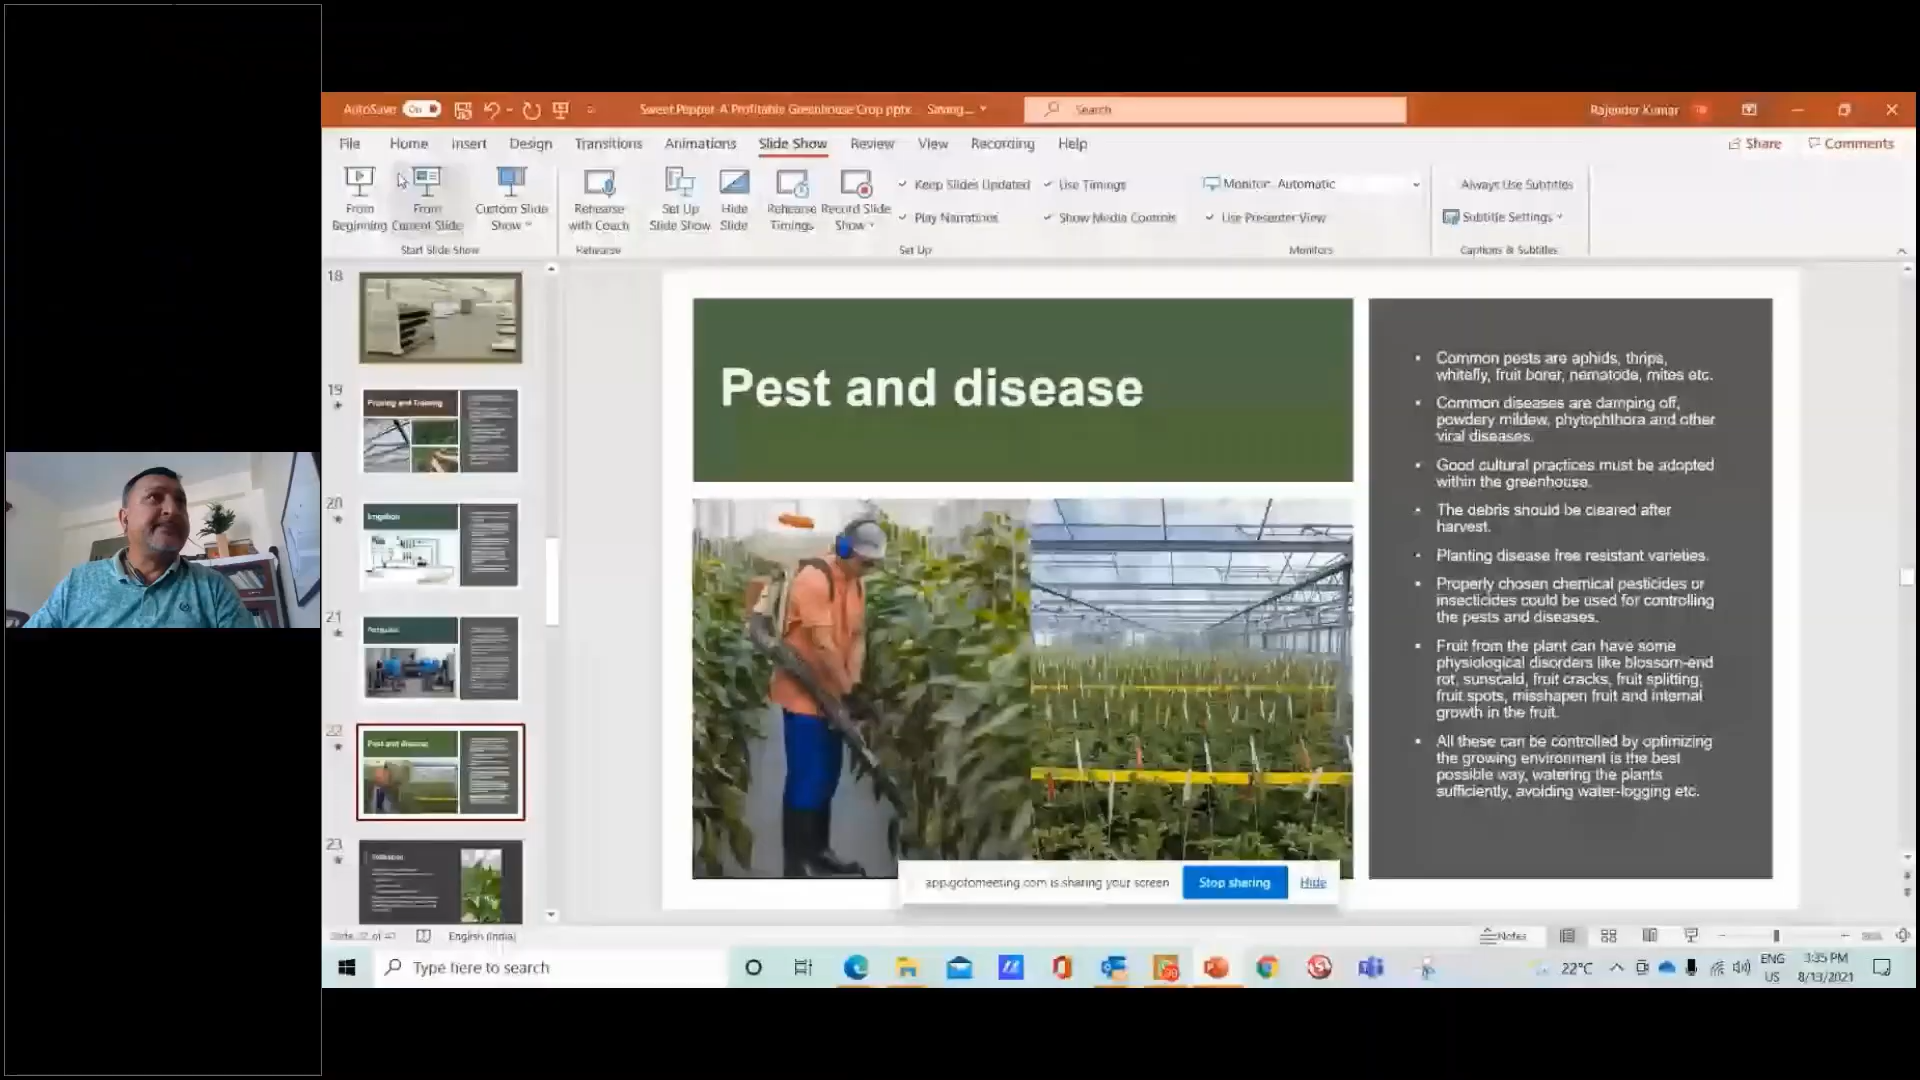 AutoSave On
Sweet Pepper A Profitable Greenhouse Crop.pptx Saving...
Search
Rajender Kumar
File Home Insert Design Transitions Animations Slide Show Review View Recording Help
Share Comments
From Beginning
From Current Slide
Custom Slide Show
Start Slide Show
Rehearse with Coach
Rehearse
Set Up Slide Show
Hide Slide
Rehearse Timings
Record Slide Show
Keep Slides Updated
Use Timings
Play Narrations
Show Media Controls
Set Up
Monitor: Automatic
Use Presenter View
Monitors
Always Use Subtitles
Subtitle Settings
Captions & Subtitles
18
19
Pruning and Training
20
Irrigation
21
22
Pest and disease
23
Pest and disease
• Common pests are aphids, thrips,
whitefly, fruit borer, nematode, mites etc.
• Common diseases are damping off,
powdery mildew, phytophthora and other
viral diseases.
• Good cultural practices must be adopted
within the greenhouse.
• The debris should be cleared after
harvest.
• Planting disease free resistant varieties.
• Properly chosen chemical pesticides or
insecticides could be used for controlling
the pests and diseases.
• Fruit from the plant can have some
physiological disorders like blossom-end
rot, sunscald, fruit cracks, fruit splitting,
fruit spots, misshapen fruit and internal
growth in the fruit.
• All these can be controlled by optimizing
the growing environment is the best
possible way, watering the plants
sufficiently, avoiding water-logging etc.
app.gotomeeting.com is sharing your screen
Stop sharing
Hide
English (India)
Notes
Type here to search
22°C
ENG
US
3:35 PM
8/13/2021